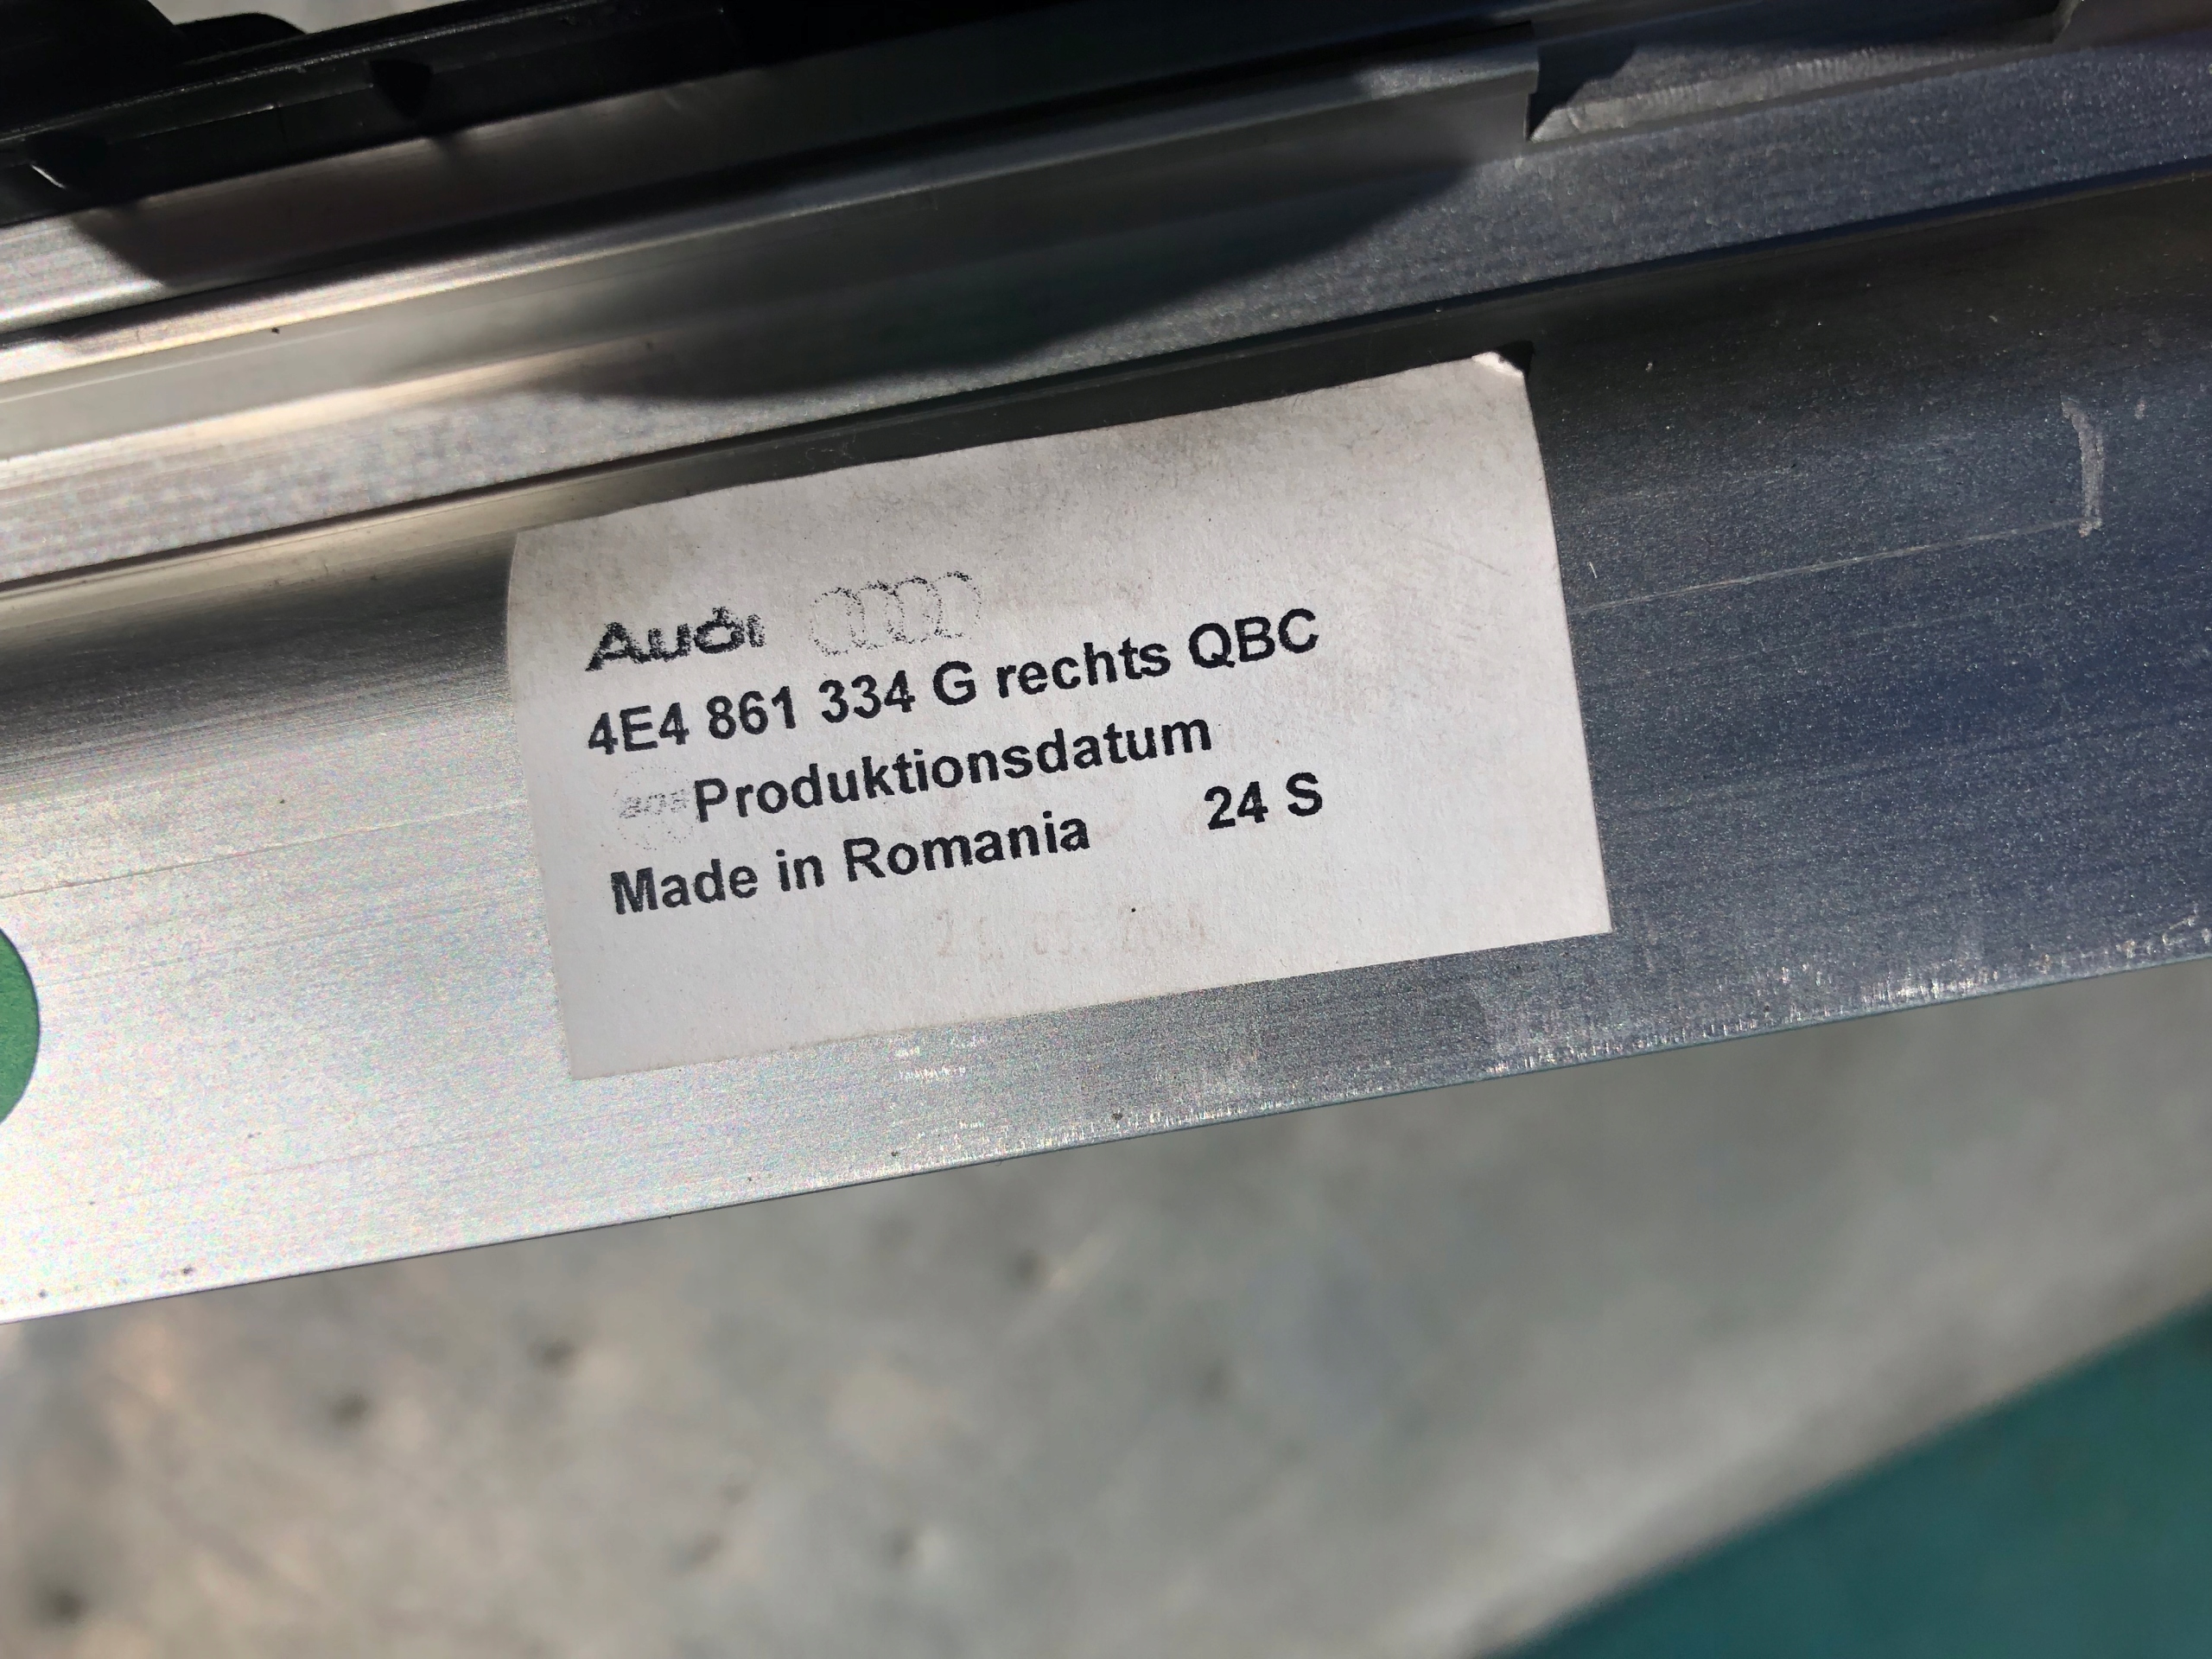 Audi
4E4 861 334 G rechts QBC
Produktionsdatum
Made in Romania 24 S